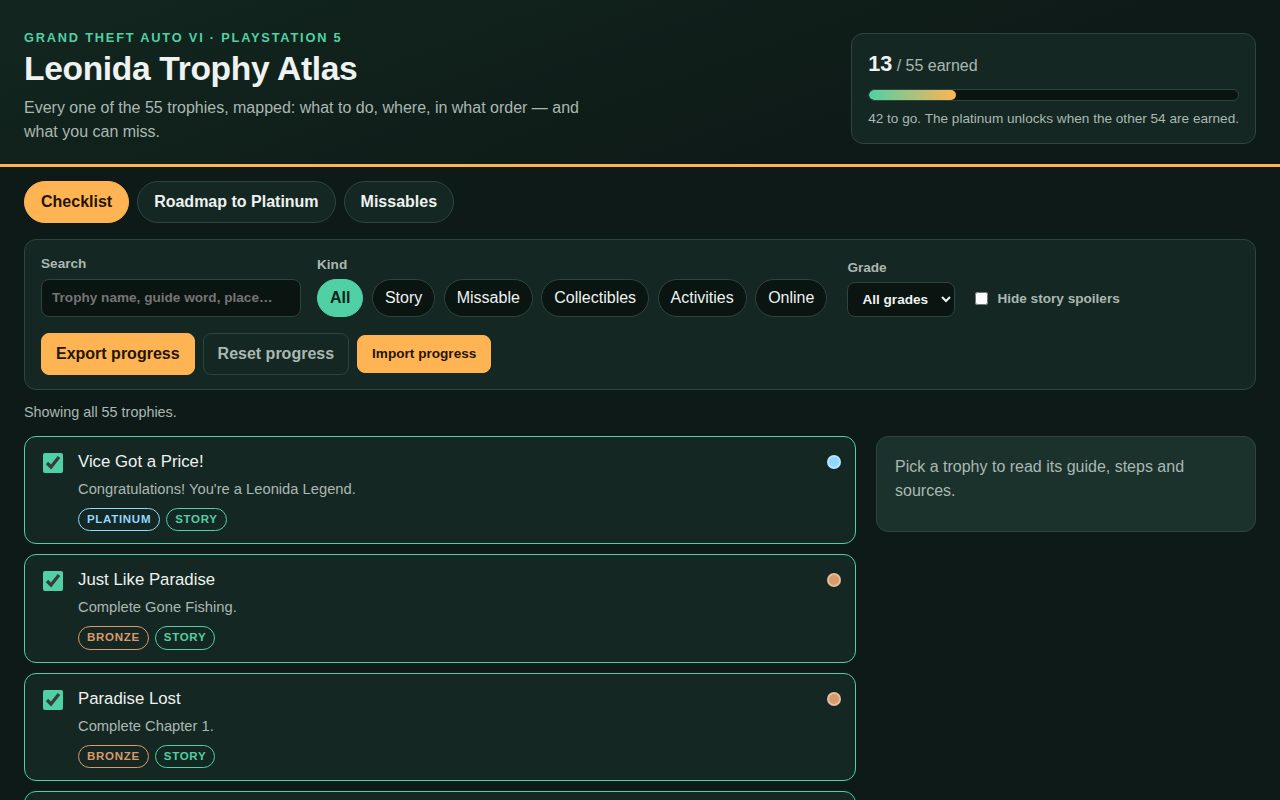 GRAND THEFT AUTO VI · PLAYSTATION 5
Leonida Trophy Atlas
Every one of the 55 trophies, mapped: what to do, where, in what order — and
what you can miss.
13 / 55 earned
42 to go. The platinum unlocks when the other 54 are earned.
Checklist
Roadmap to Platinum
Missables
Search
Trophy name, guide word, place…
Kind
All
Story
Missable
Collectibles
Activities
Online
Grade
All grades
Hide story spoilers
Export progress
Reset progress
Import progress
Showing all 55 trophies.
Vice Got a Price!
Congratulations! You're a Leonida Legend.
PLATINUM
STORY
Just Like Paradise
Complete Gone Fishing.
BRONZE
STORY
Paradise Lost
Complete Chapter 1.
BRONZE
STORY
Pick a trophy to read its guide, steps and
sources.